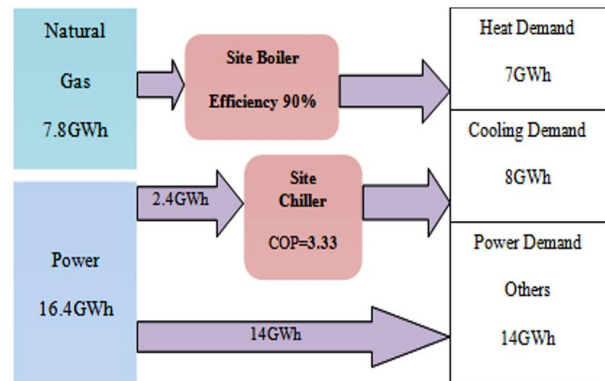 Natural
Gas
7.8GWh
Site Boiler
Efficiency 90%
Heat Demand
7GWh
Cooling Demand
8GWh
2.4GWh
Site
Chiller
COP=3.33
Power
16.4GWh
14GWh
Power Demand
Others
14GWh